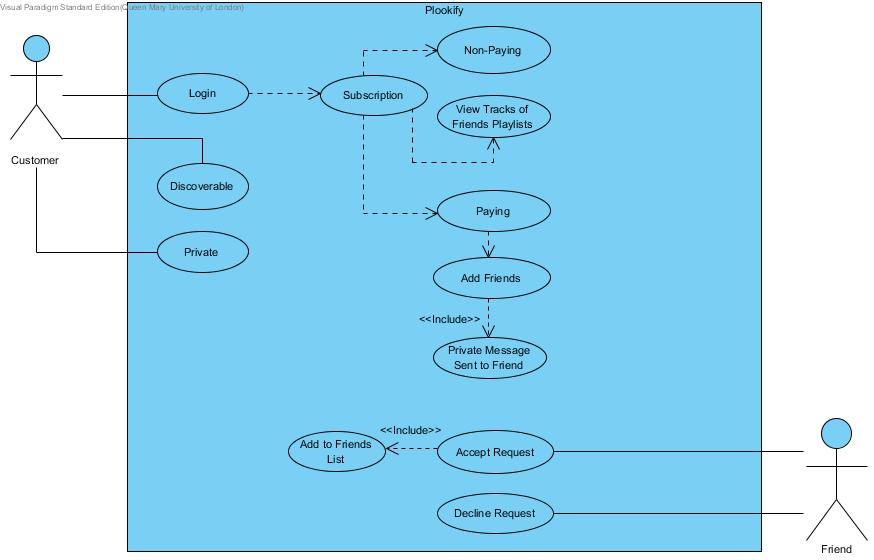 Visual Paradigm Standard Edition(Queen Mary University of London)
Plookify
Non-Paying
Login
Subscription
View Tracks of
Friends Playlists
Customer
Discoverable
Paying
Private
Add Friends
<<Include>>
Private Message
Sent to Friend
<<Include>>
Add to Friends
List
Accept Request
Decline Request
Friend